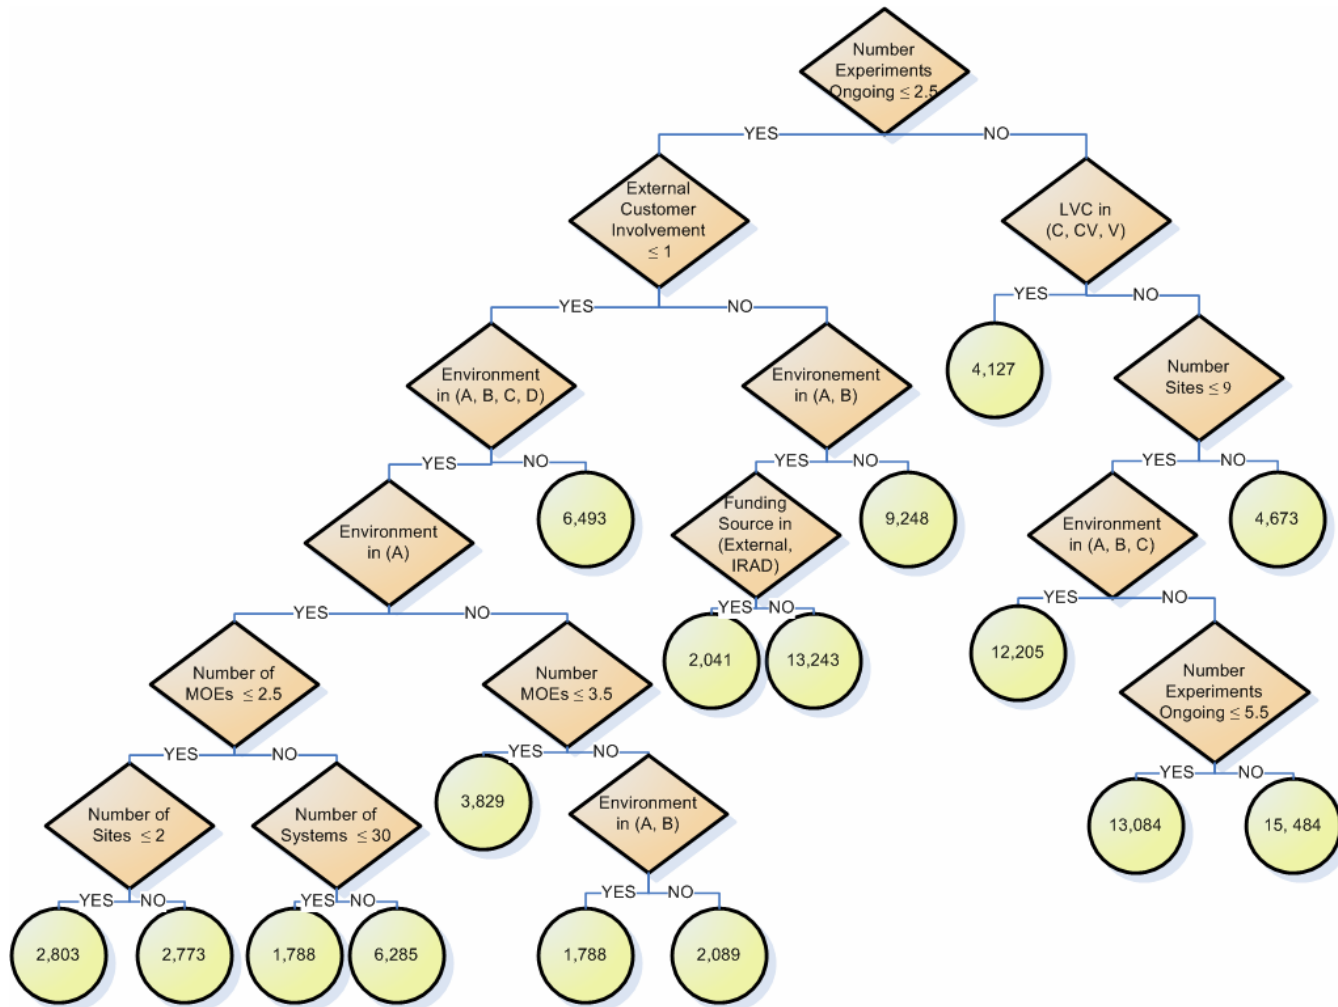 Number
Experiments
Ongoing ≤ 2.5
YES
NO
External
Customer
Involvement
≤ 1
LVC in
(C, CV, V)
YES
NO
YES
NO
Environment
in (A, B, C, D)
Environement
in (A, B)
4,127
Number
Sites ≤ 9
YES
NO
YES
NO
YES
NO
Environment
in (A)
6,493
Funding
Source in
(External,
IRAD)
9,248
Environment
in (A, B, C)
4,673
YES
NO
YES
NO
YES
NO
Number of
MOEs ≤ 2.5
Number
MOEs ≤ 3.5
2,041
13,243
12,205
Number
Experiments
Ongoing ≤ 5.5
YES
NO
YES
NO
YES
NO
Number of
Sites ≤ 2
Number of
Systems ≤ 30
3,829
Environment
in (A, B)
13,084
15, 484
YES
NO
YES
NO
YES
NO
2,803
2,773
1,788
6,285
1,788
2,089